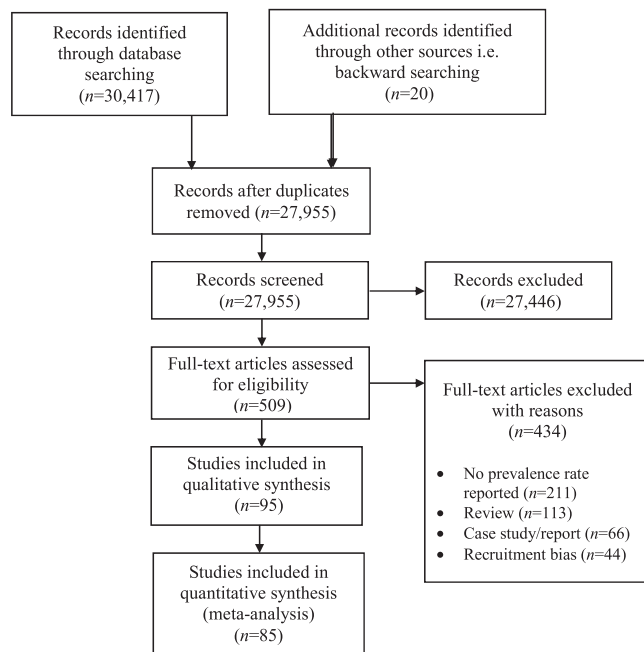 Records identified
through database
searching
(n=30,417)
Additional records identified
through other sources i.e.
backward searching
(n=20)
Records after duplicates
removed (n=27,955)
Records screened
(n=27,955)
Records excluded
(n=27,446)
Full-text articles assessed
for eligibility
(n=509)
Full-text articles excluded
with reasons
(n=434)
• No prevalence rate
reported (n=211)
• Review (n=113)
• Case study/report (n=66)
• Recruitment bias (n=44)
Studies included in
qualitative synthesis
(n=95)
Studies included in
quantitative synthesis
(meta-analysis)
(n=85)